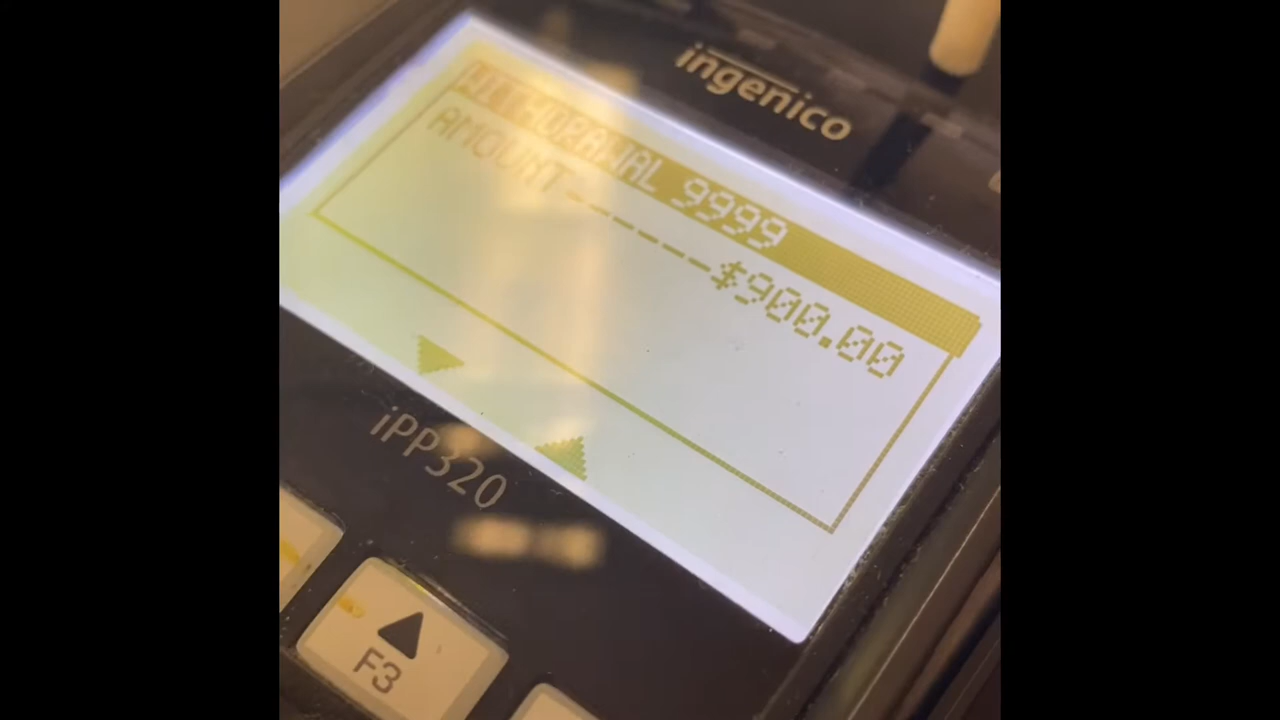 ingenico
WITHDRAWAL 9999
AMOUNT-------$900.00
iPP320
F3